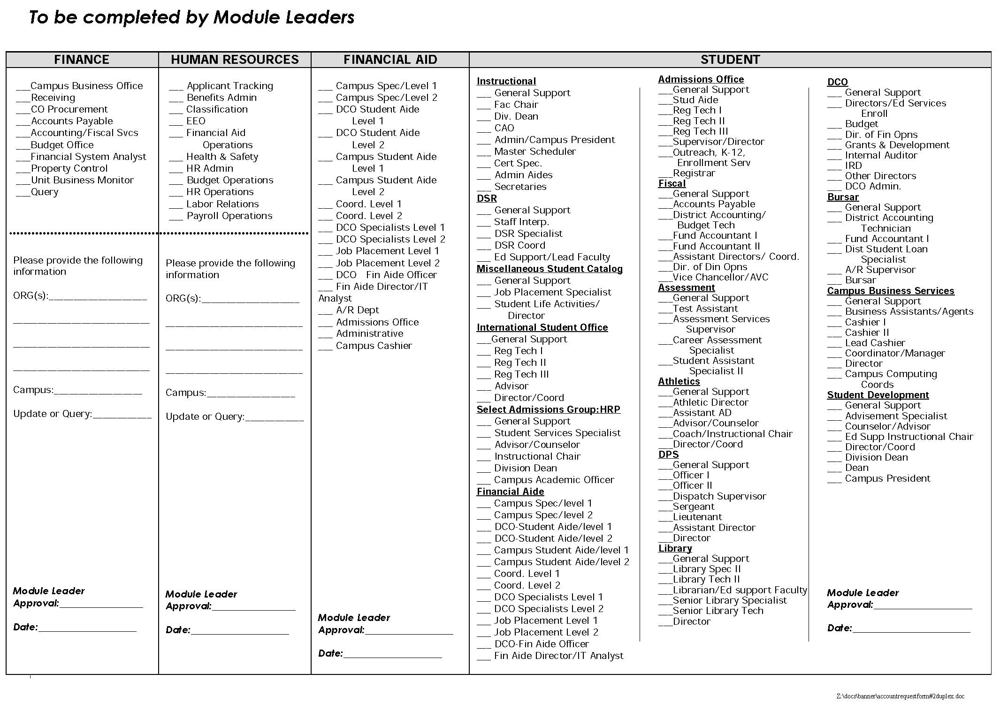 To be completed by Module Leaders
FINANCE
___Campus Business Office
___Receiving
___CO Procurement
___Accounts Payable
___Accounting/Fiscal Svcs
___Budget Office
___Financial System Analyst
___Property Control
___Unit Business Monitor
___Query
Please provide the following
information
ORG(s):____________________
____________________________
____________________________
____________________________
Campus:__________________
Update or Query:____________
Module Leader
Approval:_________________
Date:____________________
HUMAN RESOURCES
___ Applicant Tracking
___ Benefits Admin
___ Classification
___ EEO
___ Financial Aid
Operations
___ Health & Safety
___ HR Admin
___ Budget Operations
___ HR Operations
___ Labor Relations
___ Payroll Operations
Please provide the following
information
ORG(s):____________________
____________________________
____________________________
____________________________
Campus:__________________
Update or Query:____________
Module Leader
Approval:_________________
Date:____________________
FINANCIAL AID
___ Campus Spec/Level 1
___ Campus Spec/Level 2
___ DCO Student Aide
Level 1
___ DCO Student Aide
Level 2
___ Campus Student Aide
Level 1
___ Campus Student Aide
Level 2
___ Coord. Level 1
___ Coord. Level 2
___ DCO Specialists Level 1
___ DCO Specialists Level 2
___ Job Placement Level 1
___ Job Placement Level 2
___ DCO Fin Aide Officer
___ Fin Aide Director/IT
Analyst
___ A/R Dept
___ Admissions Office
___ Administrative
___ Campus Cashier
Module Leader
Approval:__________________
Date:____________________
STUDENT
Instructional
___ General Support
___ Fac Chair
___ Div. Dean
___ CAO
___ Admin/Campus President
___ Master Scheduler
___ Cert Spec.
___ Admin Aides
___ Secretaries
DSR
___ General Support
___ Staff Interp.
___ DSR Specialist
___ DSR Coord
___ Ed Support/Lead Faculty
Miscellaneous Student Catalog
___ General Support
___ Job Placement Specialist
___ Student Life Activities/
Director
International Student Office
___General Support
___ Reg Tech I
___ Reg Tech II
___ Reg Tech III
___ Advisor
___ Director/Coord
Select Admissions Group:HRP
___ General Support
___ Student Services Specialist
___ Advisor/Counselor
___ Instructional Chair
___ Division Dean
___ Campus Academic Officer
Financial Aide
___ Campus Spec/level 1
___ Campus Spec/level 2
___ DCO-Student Aide/level 1
___ DCO-Student Aide/level 2
___ Campus Student Aide/level 1
___ Campus Student Aide/level 2
___ Coord. Level 1
___ Coord. Level 2
___ DCO Specialists Level 1
___ DCO Specialists Level 2
___ Job Placement Level 1
___ Job Placement Level 2
___ DCO-Fin Aide Officer
___ Fin Aide Director/IT Analyst
Admissions Office
___General Support
___Stud Aide
___Reg Tech I
___Reg Tech II
___Reg Tech III
___Supervisor/Director
___Outreach, K-12,
Enrollment Serv
___Registrar
Fiscal
___General Support
___Accounts Payable
___District Accounting/
Budget Tech
___Fund Accountant I
___Fund Accountant II
___Assistant Directors/ Coord.
___Dir. of Din Opns
___Vice Chancellor/AVC
Assessment
___General Support
___Test Assistant
___Assessment Services
Supervisor
___Career Assessment
Specialist
___Student Assistant
Specialist II
Athletics
___General Support
___Athletic Director
___Assistant AD
___Advisor/Counselor
___Coach/Instructional Chair
___Director/Coord
DPS
___General Support
___Officer I
___Officer II
___Dispatch Supervisor
___Sergeant
___Lieutenant
___Assistant Director
___Director
Library
___General Support
___Library Spec II
___Library Tech II
___Librarian/Ed support Faculty
___Senior Library Specialist
___Senior Library Tech
___Director
DCO
___ General Support
___ Directors/Ed Services
Enroll
___ Budget
___ Dir. of Fin Opns
___ Grants & Development
___ Internal Auditor
___ IRD
___ Other Directors
___ DCO Admin.
Bursar
___ General Support
___ District Accounting
Technician
___ Fund Accountant I
___ Dist Student Loan
Specialist
___ A/R Supervisor
___ Bursar
Campus Business Services
___ General Support
___ Business Assistants/Agents
___ Cashier I
___ Cashier II
___ Lead Cashier
___ Coordinator/Manager
___ Director
___ Campus Computing
Coords
Student Development
___ General Support
___ Advisement Specialist
___ Counselor/Advisor
___ Ed Supp Instructional Chair
___ Director/Coord
___ Division Dean
___ Dean
___ Campus President
Module Leader
Approval:____________________
Date:________________________
Z:\docs\banner\accountrequestform#2duplex.doc